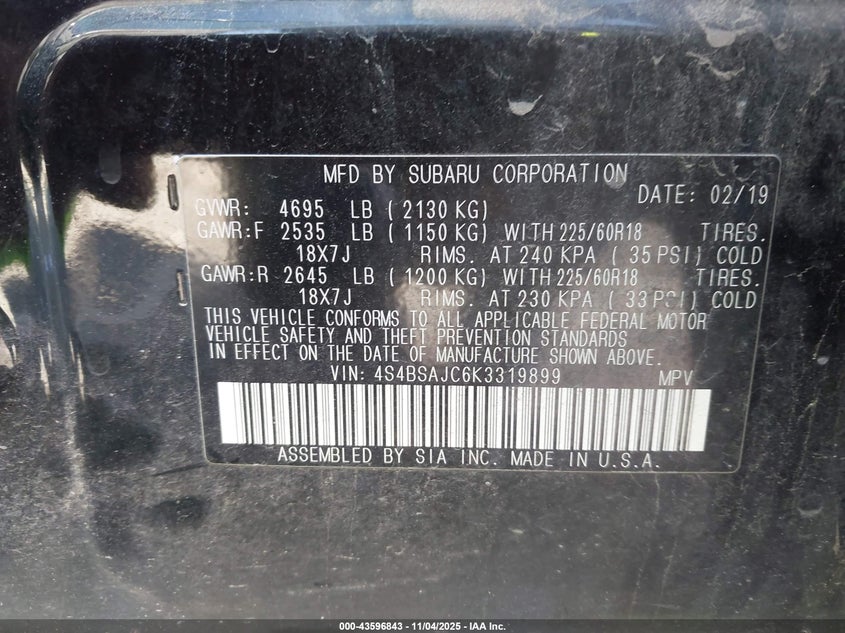 MFD BY SUBARU CORPORATION
DATE: 02/19
GVWR: 4695 LB ( 2130 KG)
GAWR:F 2535 LB ( 1150 KG) WITH 225/60R18 TIRES.
18X7J RIMS. AT 240 KPA ( 35 PSI) COLD
GAWR:R 2645 LB ( 1200 KG) WITH 225/60R18 TIRES.
18X7J RIMS. AT 230 KPA ( 33 PSI) COLD
THIS VEHICLE CONFORMS TO ALL APPLICABLE FEDERAL MOTOR
VEHICLE SAFETY AND THEFT PREVENTION STANDARDS
IN EFFECT ON THE DATE OF MANUFACTURE SHOWN ABOVE.
VIN: 4S4BSAJC6K3319899 MPV
ASSEMBLED BY SIA INC. MADE IN U.S.A.
000-43596843 - 11/04/2025 - IAA Inc.